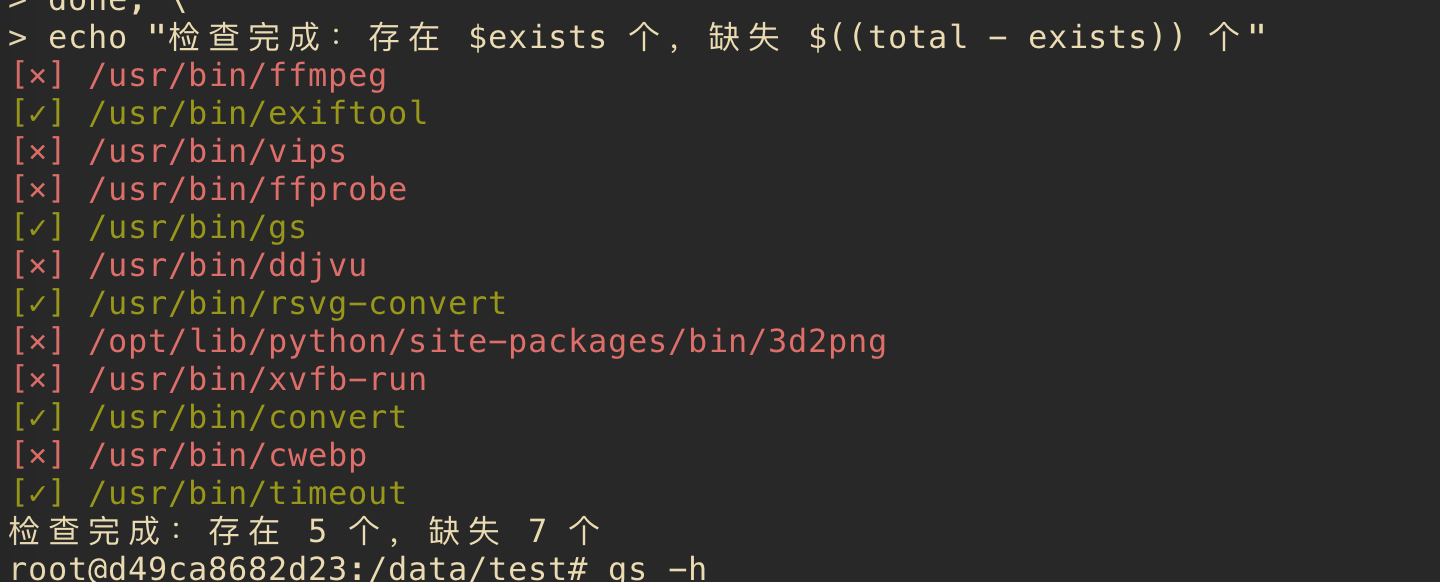 > done; \
> echo "检查完成：存在 $exists 个，缺失 $((total - exists)) 个"
[×] /usr/bin/ffmpeg
[✓] /usr/bin/exiftool
[×] /usr/bin/vips
[×] /usr/bin/ffprobe
[✓] /usr/bin/gs
[×] /usr/bin/ddjvu
[✓] /usr/bin/rsvg-convert
[×] /opt/lib/python/site-packages/bin/3d2png
[×] /usr/bin/xvfb-run
[✓] /usr/bin/convert
[×] /usr/bin/cwebp
[✓] /usr/bin/timeout
检查完成：存在 5 个，缺失 7 个
root@d49ca8682d23:/data/test# gs -h